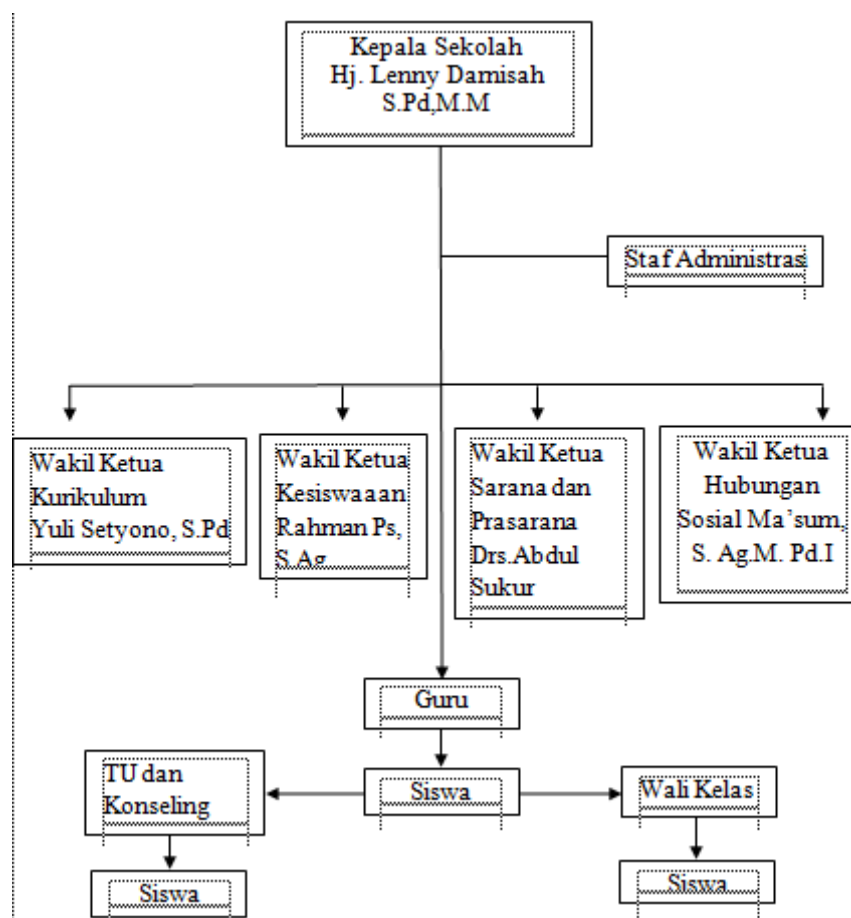 Kepala Sekolah
Hj. Lenny Damisah
S.Pd,M.M
Staf Administras
Wakil Ketua
Kurikulum
Yuli Setyono, S.Pd
Wakil Ketua
Kesiswaaan
Rahman Ps,
S.Ag
Wakil Ketua
Sarana dan
Prasarana
Drs.Abdul
Sukur
Wakil Ketua
Hubungan
Sosial Ma’sum,
S. Ag.M. Pd.I
Guru
TU dan
Konseling
Siswa
Wali Kelas
Siswa
Siswa